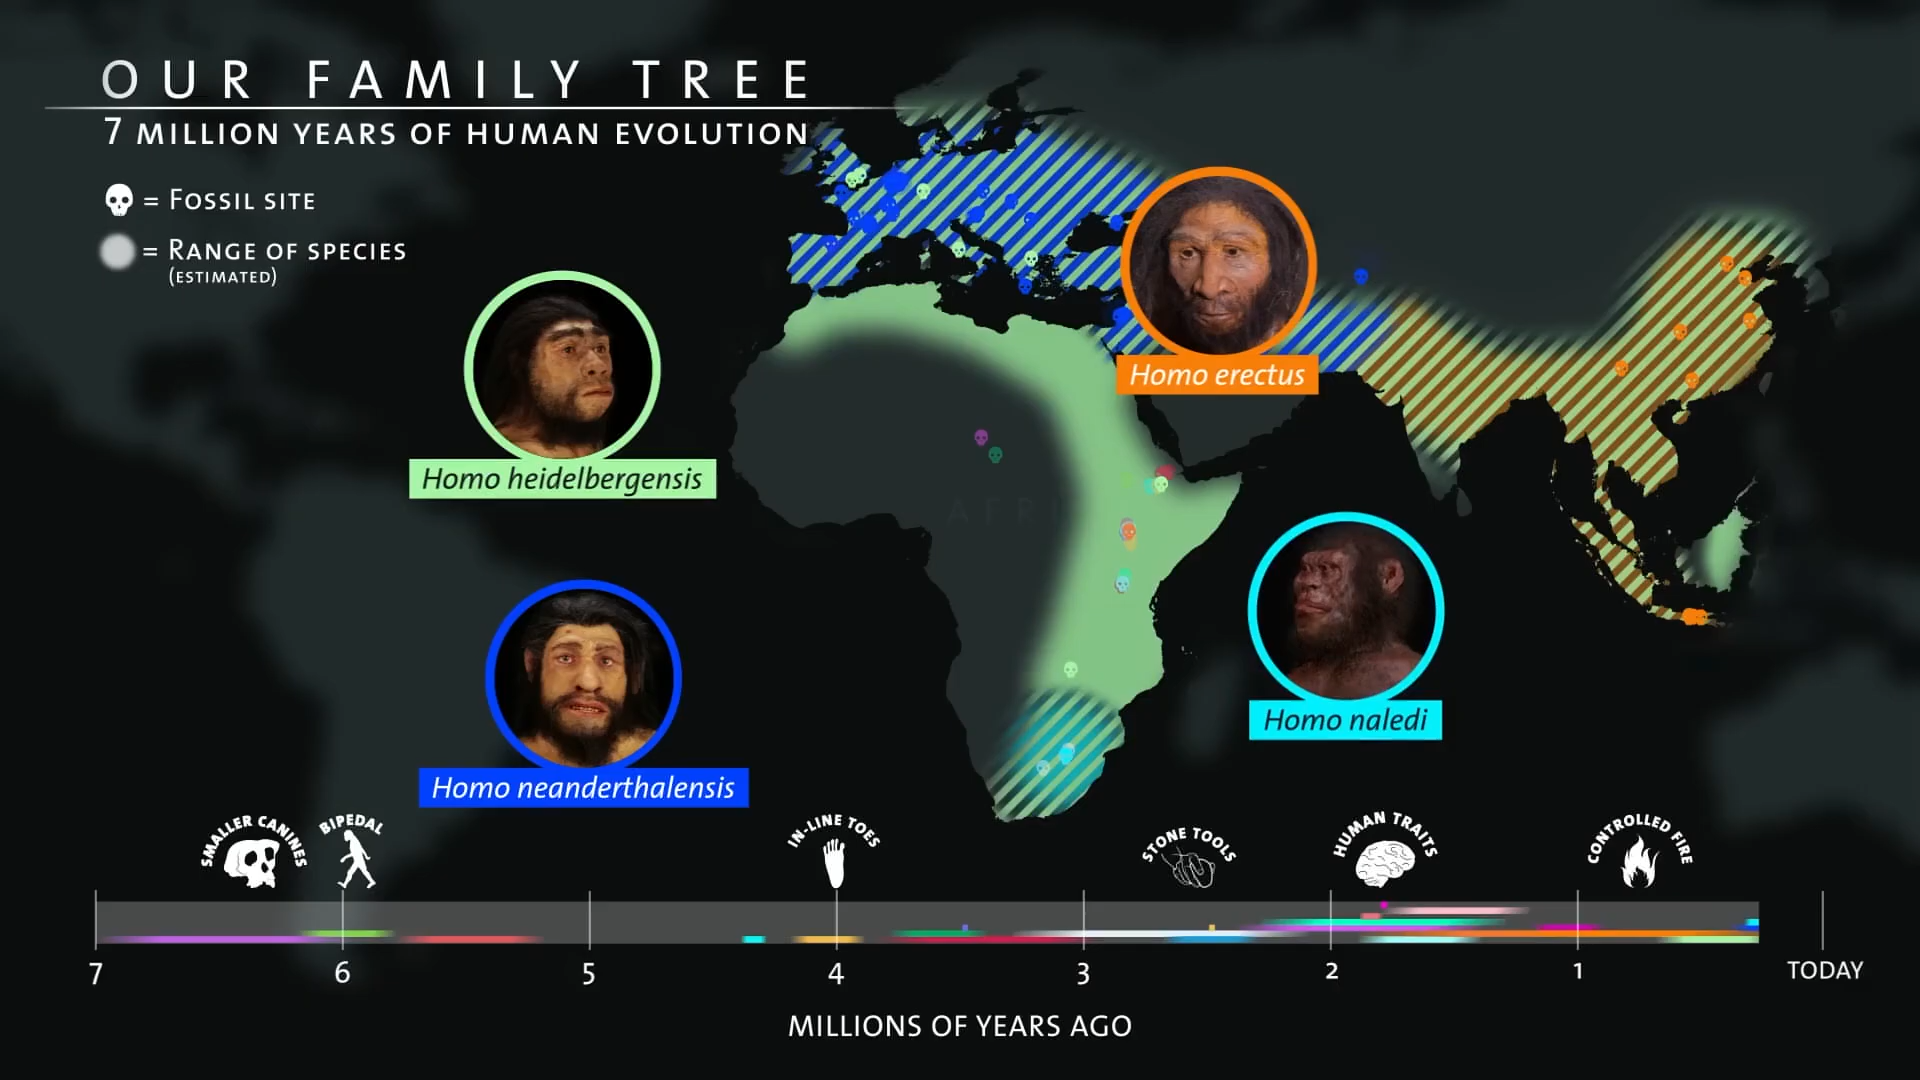 OUR FAMILY TREE
7 MILLION YEARS OF HUMAN EVOLUTION
= FOSSIL SITE
= RANGE OF SPECIES
(ESTIMATED)
Homo erectus
Homo heidelbergensis
AFRI
Homo naledi
Homo neanderthalensis
SMALLER CANINES
BIPEDAL
IN-LINE TOES
STONE TOOLS
HUMAN TRAITS
CONTROLLED FIRE
7 6 5 4 3 2 1 TODAY
MILLIONS OF YEARS AGO